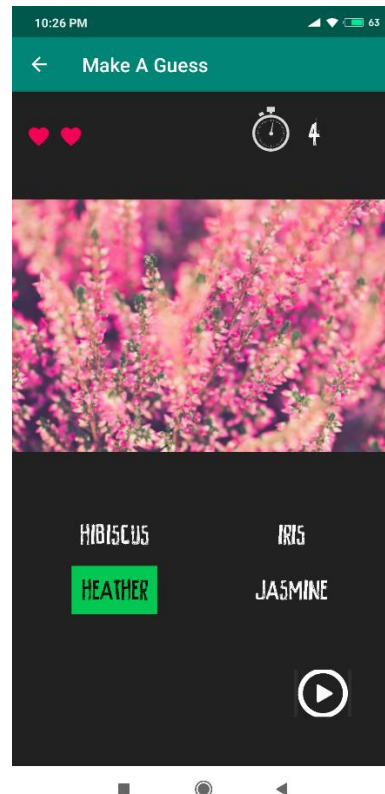 10:26 PM 63
Make A Guess
4
HIBISCUS IRIS
HEATHER JASMINE